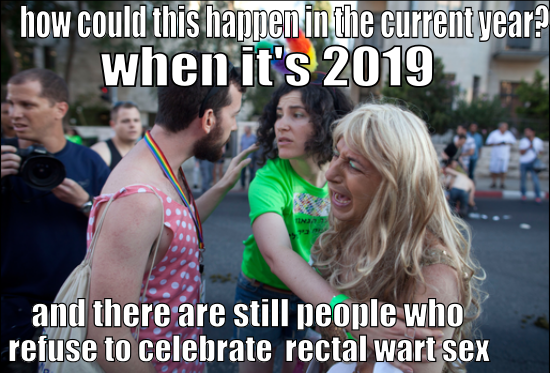 how could this happen in the current year?
when it's 2019
and there are still people who
refuse to celebrate rectal wart sex